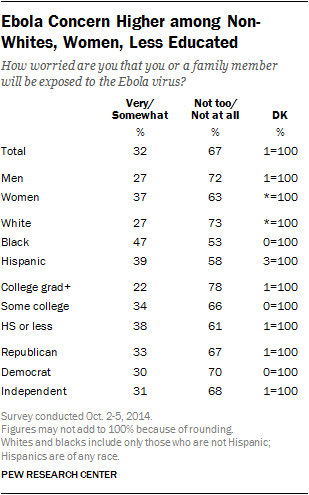 Ebola Concern Higher among Non-
Whites, Women, Less Educated
How worried are you that you or a family member
will be exposed to the Ebola virus?
Very/ Not too/
Somewhat Not at all DK
% % %
Total 32 67 1=100
Men 27 72 1=100
Women 37 63 *=100
White 27 73 *=100
Black 47 53 0=100
Hispanic 39 58 3=100
College grad+ 22 78 1=100
Some college 34 66 0=100
HS or less 38 61 1=100
Republican 33 67 1=100
Democrat 30 70 0=100
Independent 31 68 1=100
Survey conducted Oct. 2-5, 2014.
Figures may not add to 100% because of rounding.
Whites and blacks include only those who are not Hispanic;
Hispanics are of any race.
PEW RESEARCH CENTER